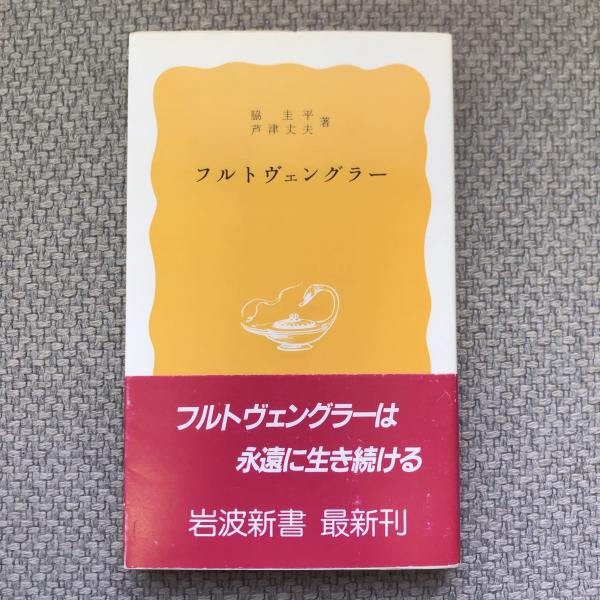 脇 圭平
芦津丈夫 著
フルトヴェングラー
フルトヴェングラーは
永遠に生き続ける
岩波新書 最新刊